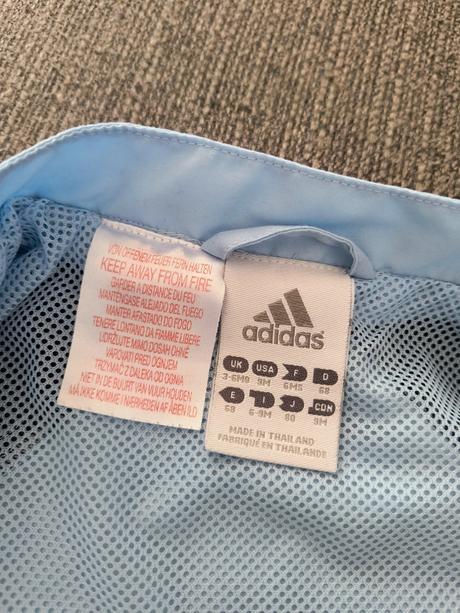 VON OFFENEM FEUER FERN HALTEN
KEEP AWAY FROM FIRE
GARDER A DISTANCE DU FEU
MANTENGASE ALEJADO DEL FUEGO
MANTER AFASTADO DO FOGO
TENERE LONTANO DA FIAMME LIBERE
UDRŽUJTE MIMO DOSAH OHNĚ
VAROVATI PRED OGNJEM
TRZYMAĆ Z DALEKA OD OGNIA
NIET IN DE BUURT VAN VUUR HOUDEN
MÅ IKKE KOMME I NÆRHEDEN AF ÅBEN ILD
adidas
UK USA F D
3-6M0 9M 6MS 68
E I J CDN
68 6-9M 80 9M
MADE IN THAILAND
FABRIQUÉ EN THAÏLANDE